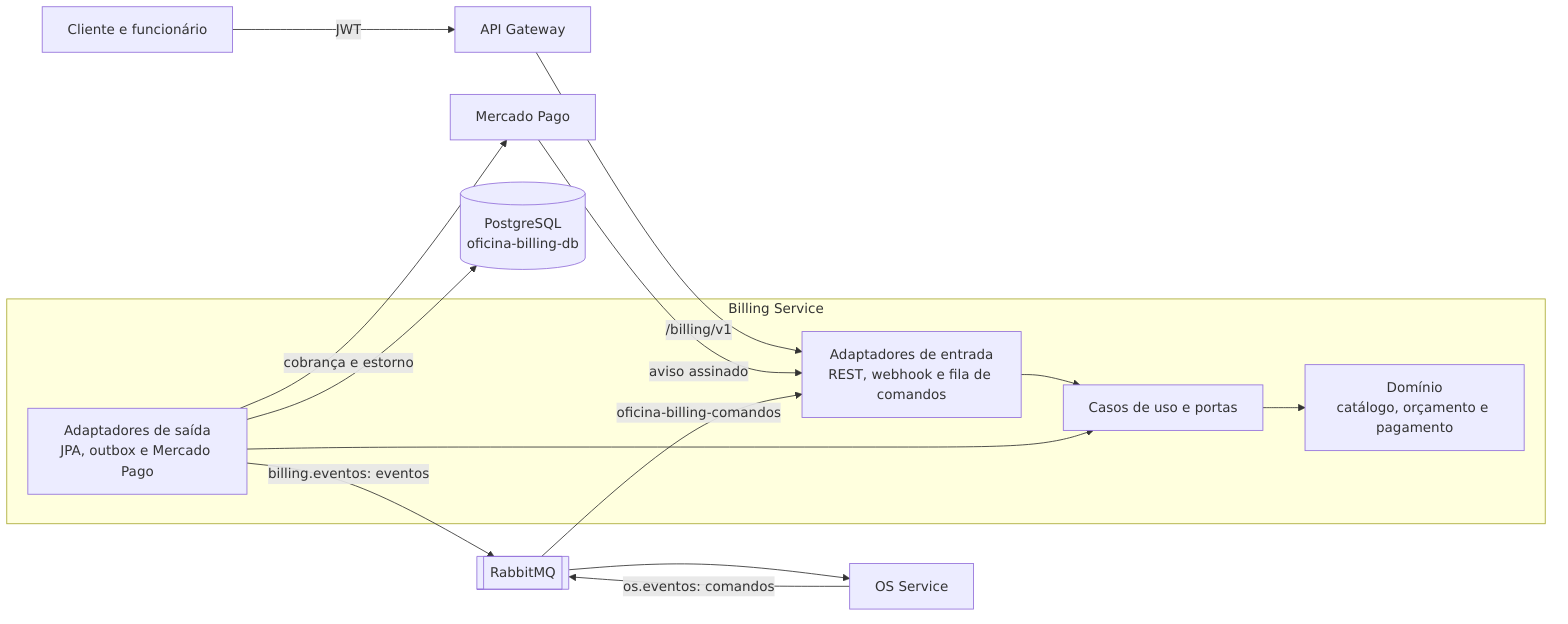 Cliente e funcionário
JWT
API Gateway
Mercado Pago
PostgreSQL
oficina-billing-db
Billing Service
/billing/v1
cobrança e estorno
aviso assinado
Adaptadores de entrada
REST, webhook e fila de
comandos
Casos de uso e portas
Domínio
catálogo, orçamento e
pagamento
oficina-billing-comandos
Adaptadores de saída
JPA, outbox e Mercado
Pago
billing.eventos: eventos
RabbitMQ
os.eventos: comandos
OS Service